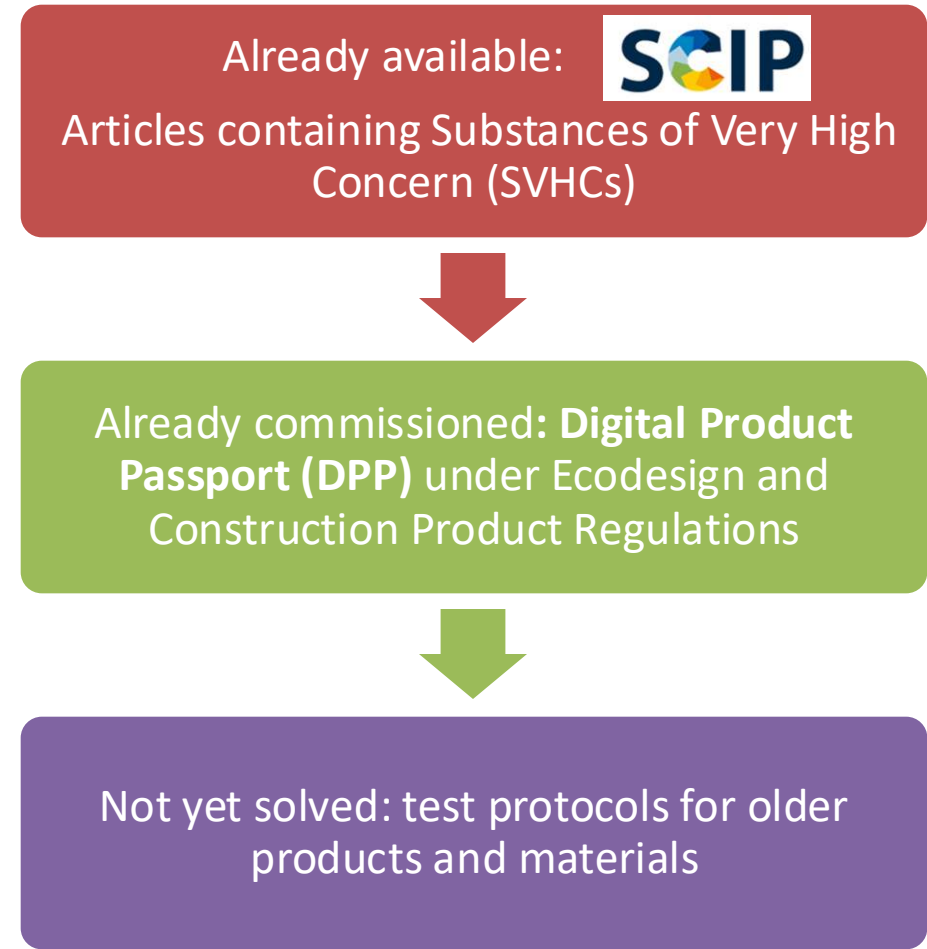 Already available: SCIP
Articles containing Substances of Very High
Concern (SVHCs)
Already commissioned: Digital Product
Passport (DPP) under Ecodesign and
Construction Product Regulations
Not yet solved: test protocols for older
products and materials